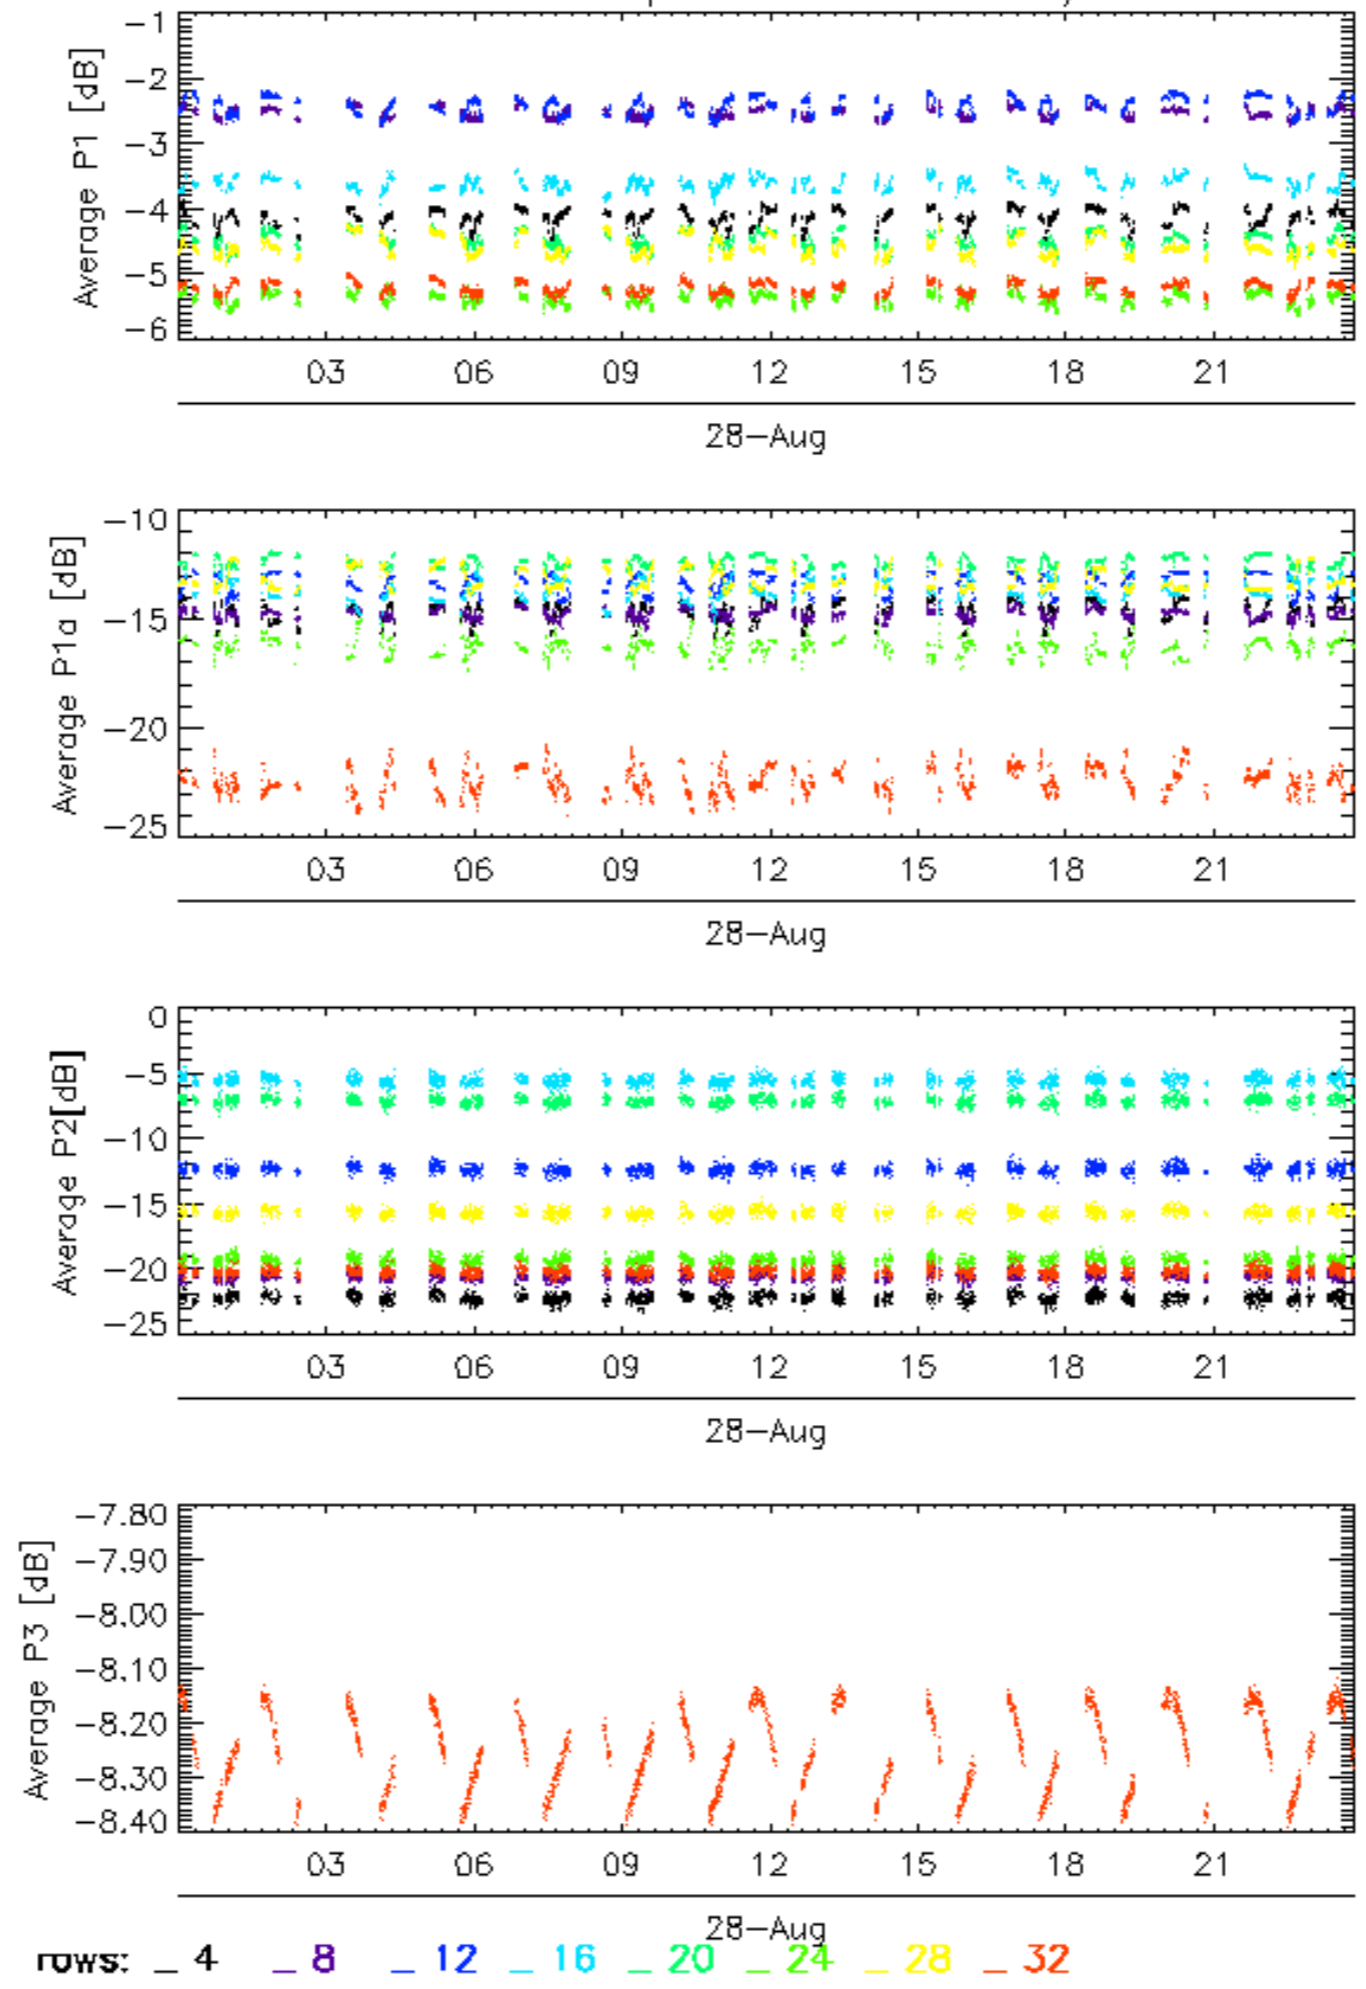 Average P1 [dB]
-1
-2
-3
-4
-5
-6
03 06 09 12 15 18 21
28-Aug
Average P1a [dB]
-10
-15
-20
-25
03 06 09 12 15 18 21
28-Aug
Average P2[dB]
0
-5
-10
-15
-20
-25
03 06 09 12 15 18 21
28-Aug
Average P3 [dB]
-7.80
-7.90
-8.00
-8.10
-8.20
-8.30
-8.40
03 06 09 12 15 18 21
28-Aug
rows: _ 4 _ 8 _ 12 _ 16 _ 20 _ 24 _ 28 _ 32